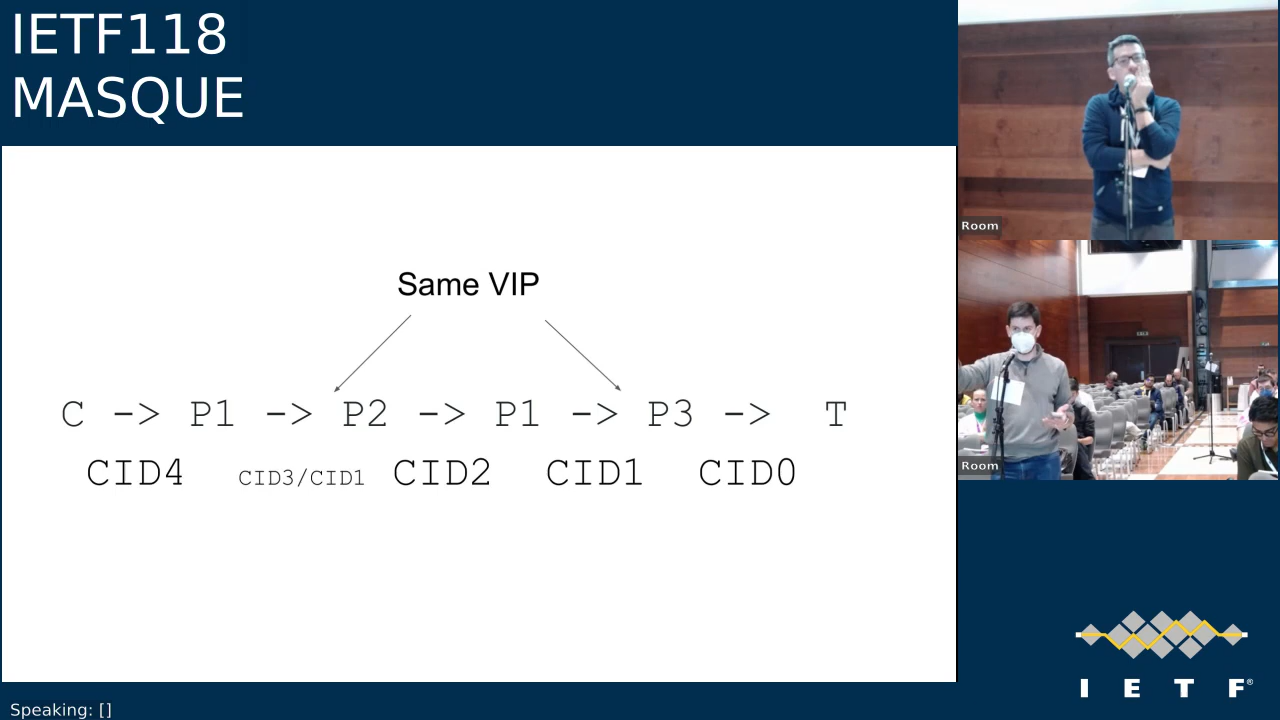 IETF118
MASQUE
Same VIP
C -> P1 -> P2 -> P1 -> P3 -> T
CID4 CID3/CID1 CID2 CID1 CID0
Room
Room
I E T F®
Speaking: []